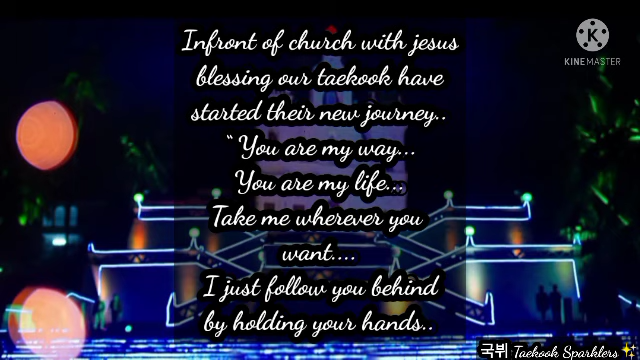 Infront of church with jesus
blessing our taekook have
started their new journey..
“ You are my way...
You are my life...
Take me wherever you
want....
I just follow you behind
by holding your hands..
KINEMASTER
국뷔 Taekook Sparklers ✨